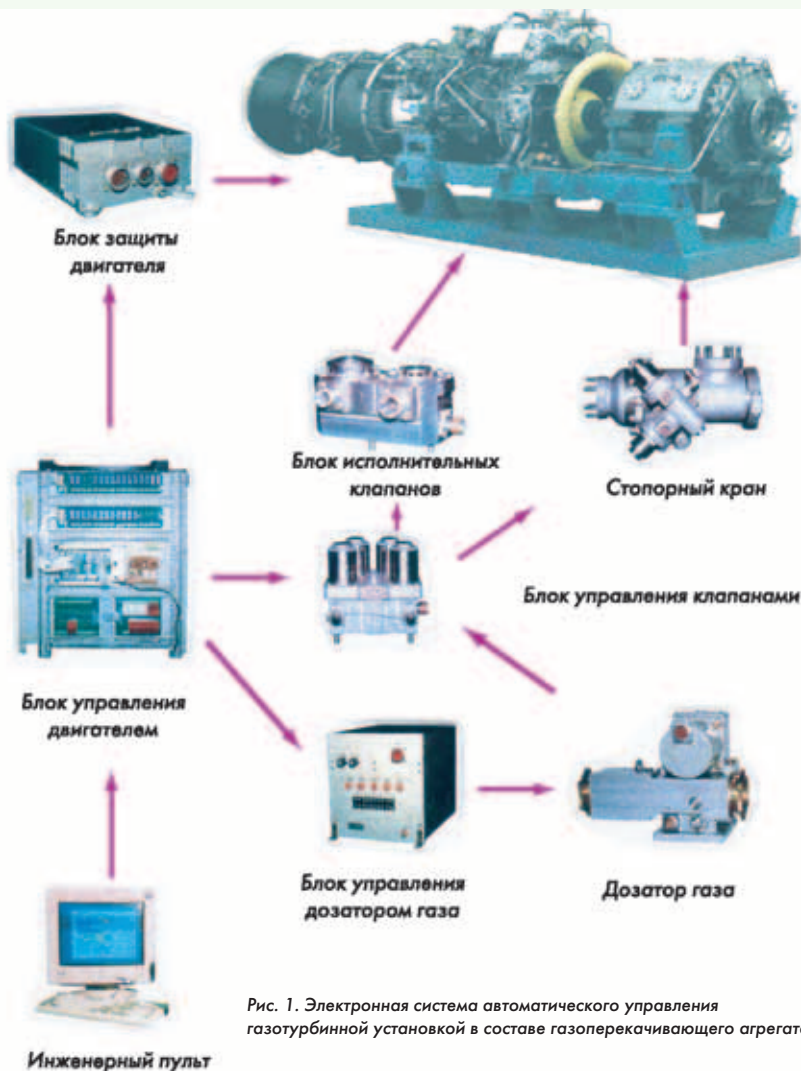 Блок защиты
двигателя
Блок исполнительных
клапанов
Стопорный кран
Блок управления клапанами
Блок управления
двигателем
Блок управления
дозатором газа
Дозатор газа
Рис. 1. Электронная система автоматического управления
газотурбинной установкой в составе газоперекачивающего агрегат
Инженерный пульт